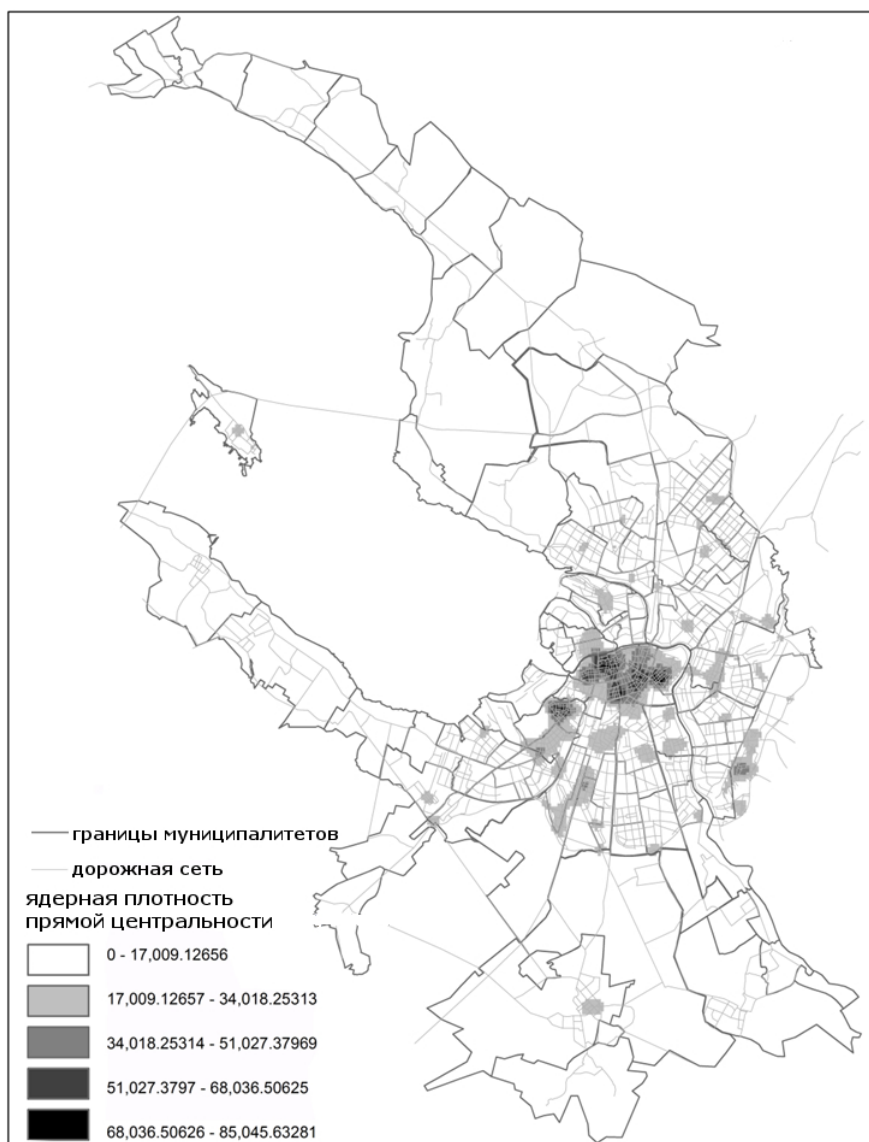 границы муниципалитетов
дорожная сеть
ядерная плотность
прямой центральности
0 - 17,009.12656
17,009.12657 - 34,018.25313
34,018.25314 - 51,027.37969
51,027.3797 - 68,036.50625
68,036.50626 - 85,045.63281